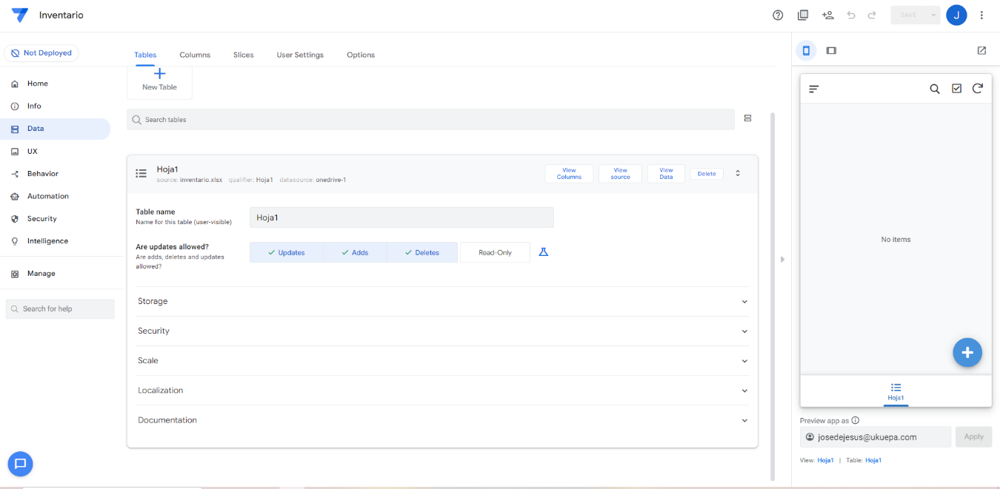 Inventario
SAVE
J
Not Deployed
Tables Columns Slices User Settings Options
Home
Info
Data
UX
Behavior
Automation
Security
Intelligence
Manage
Search for help
New Table
Search tables
Hoja1
source: inventario.xlsx qualifier: Hoja1 datasource: onedrive-1
View
Columns
View
source
View
Data
Delete
Table name
Name for this table (user-visible)
Hoja1
Are updates allowed?
Are adds, deletes and updates
allowed?
Updates Adds Deletes Read-Only
Storage
Security
Scale
Localization
Documentation
No items
Hoja1
Preview app as
josedejesus@ukuepa.com
Apply
View: Hoja1 | Table: Hoja1